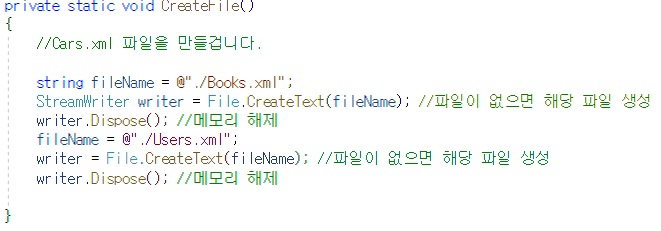 private static void CreateFile()
{
//Cars.xml 파일을 만들겁니다.
string fileName = @"./Books.xml";
StreamWriter writer = File.CreateText(fileName); //파일이 없으면 해당 파일 생성
writer.Dispose(); //메모리 해제
fileName = @"./Users.xml";
writer = File.CreateText(fileName); //파일이 없으면 해당 파일 생성
writer.Dispose(); //메모리 해제
}